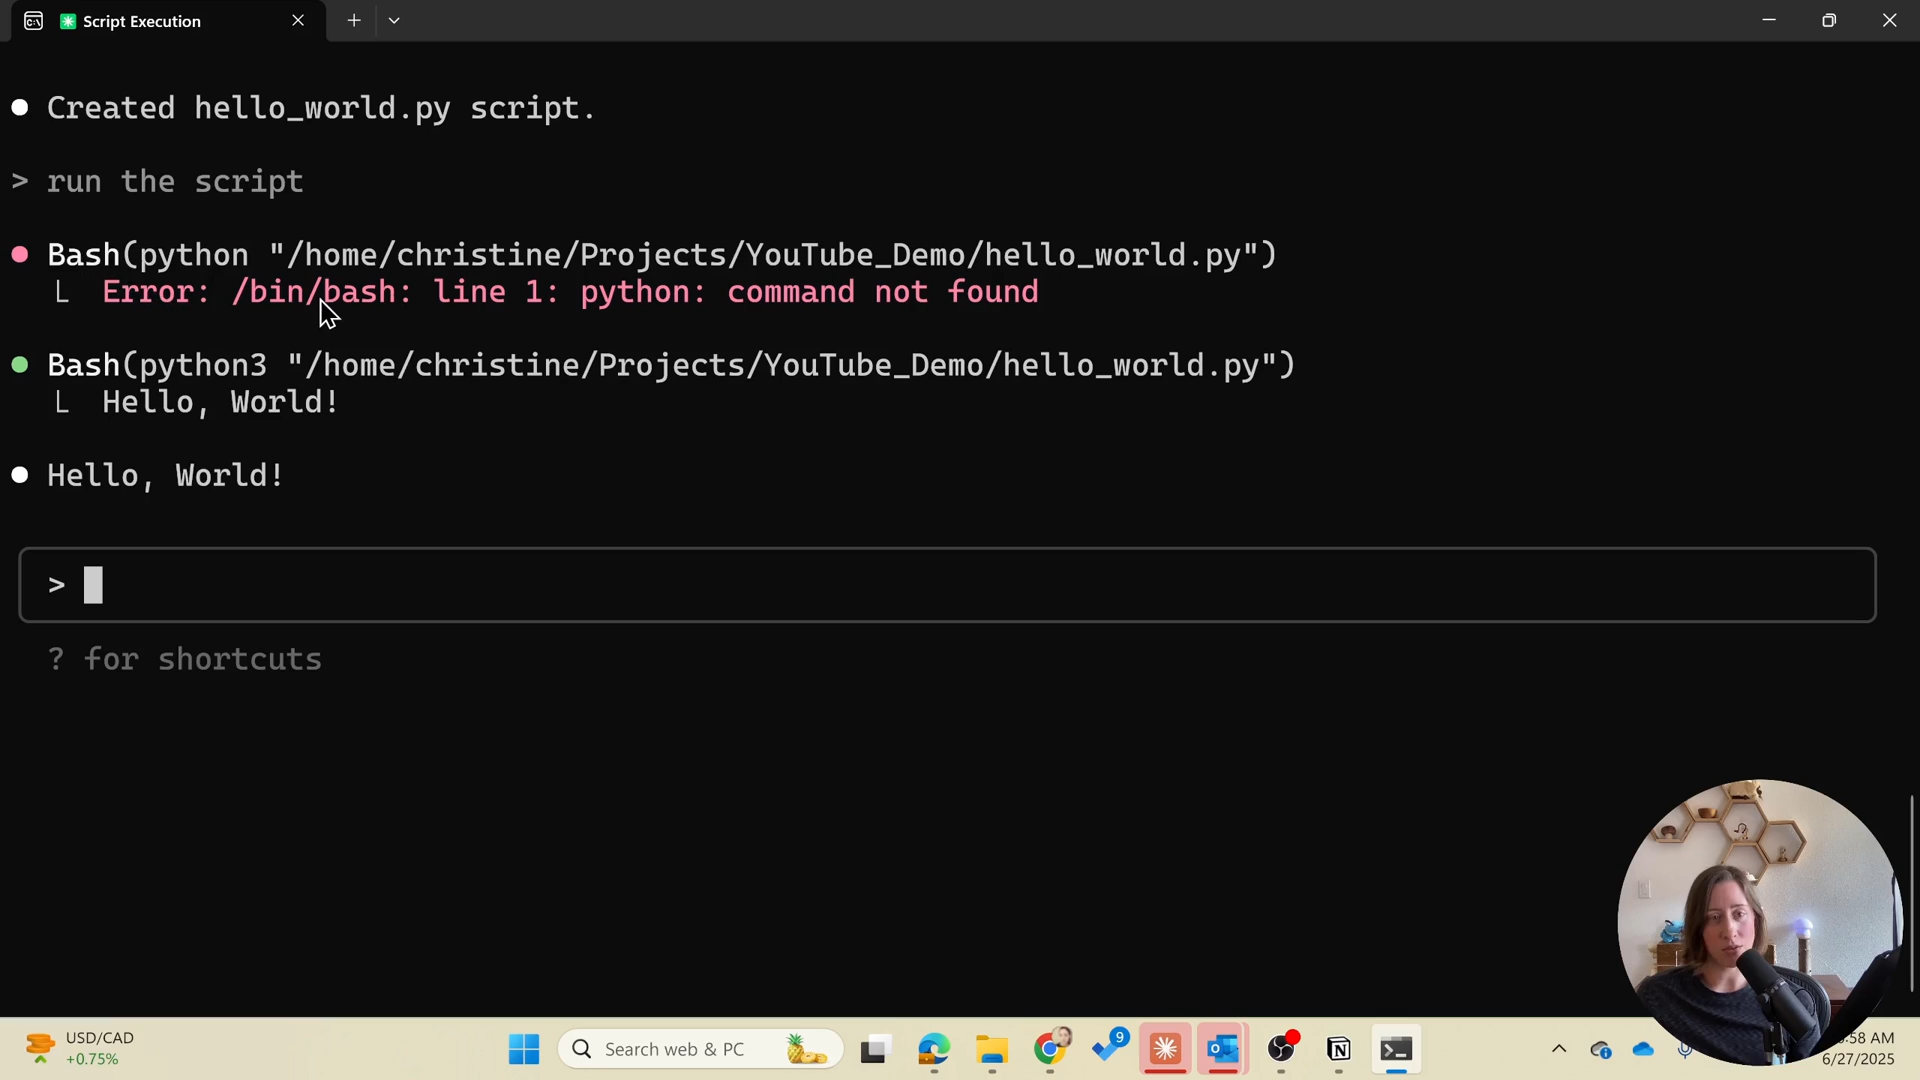 Script Execution
● Created hello_world.py script.
> run the script
● Bash(python "/home/christine/Projects/YouTube_Demo/hello_world.py")
└ Error: /bin/bash: line 1: python: command not found
● Bash(python3 "/home/christine/Projects/YouTube_Demo/hello_world.py")
└ Hello, World!
● Hello, World!
>
? for shortcuts
USD/CAD
+0.75%
Search web & PC
9
:58 AM
6/27/2025